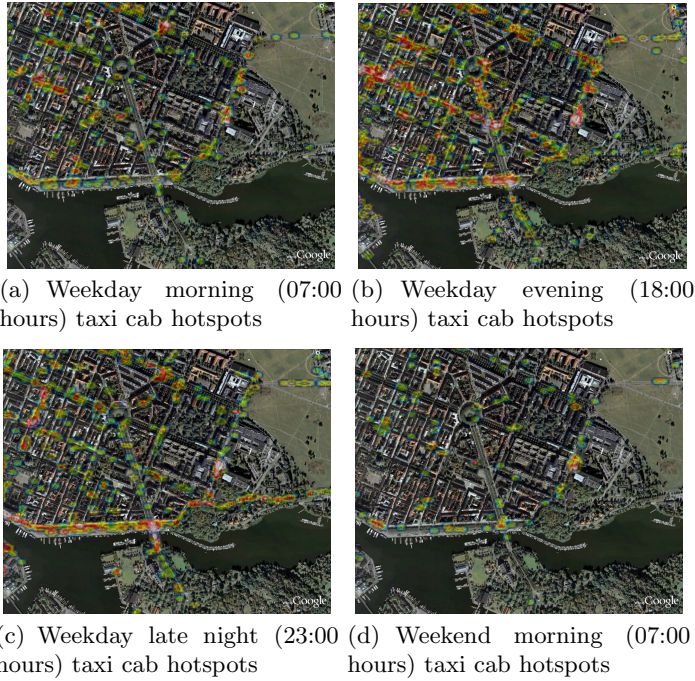 Google
Google
(a) Weekday morning (07:00
hours) taxi cab hotspots
(b) Weekday evening (18:00
hours) taxi cab hotspots
Google
Google
(c) Weekday late night (23:00
hours) taxi cab hotspots
(d) Weekend morning (07:00
hours) taxi cab hotspots